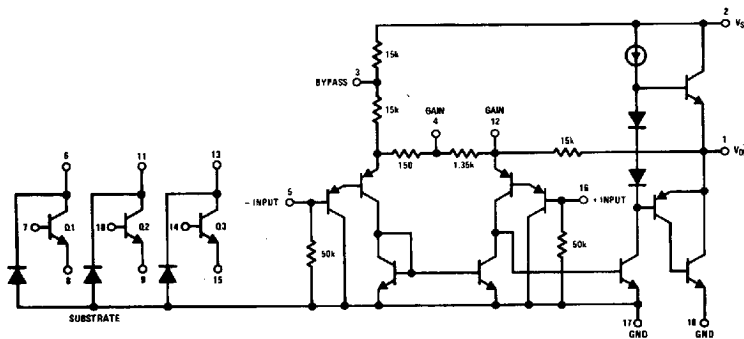 2
VS
15k
3
BYPASS
15k
GAIN
4
GAIN
12
15k
1
150
1.35k
6
11
13
5
- INPUT
16
+ INPUT
7
Q1
10
Q2
14
Q3
50k
50k
8
9
15
SUBSTRATE
17
GND
18
GND